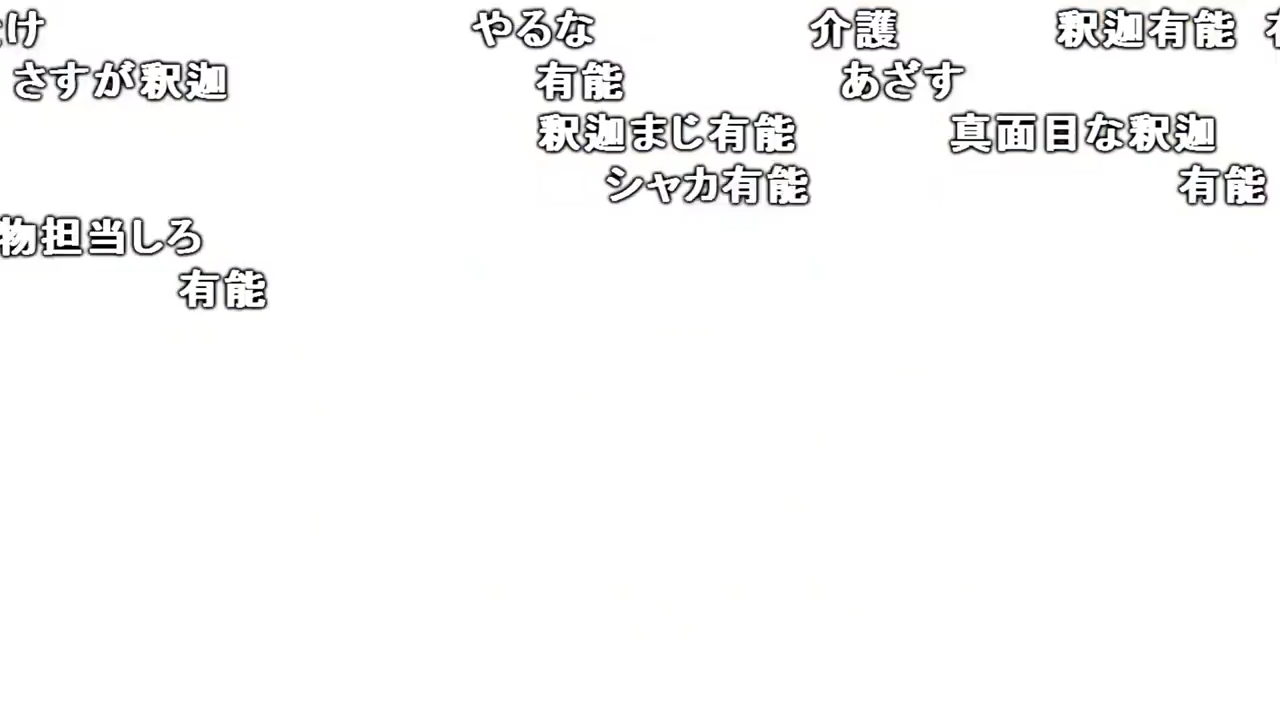 け やるな 介護 釈迦有能
さすが釈迦 有能 あざす
釈迦まじ有能 真面目な釈迦
シャカ有能 有能
物担当しろ
有能